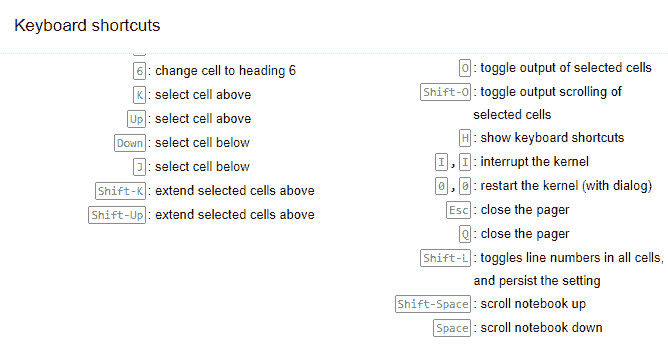 Keyboard shortcuts
6 : change cell to heading 6
K : select cell above
Up : select cell above
Down : select cell below
J : select cell below
Shift-K : extend selected cells above
Shift-Up : extend selected cells above
O : toggle output of selected cells
Shift-O : toggle output scrolling of
selected cells
H : show keyboard shortcuts
I , I : interrupt the kernel
0 , 0 : restart the kernel (with dialog)
Esc : close the pager
Q : close the pager
Shift-L : toggles line numbers in all cells,
and persist the setting
Shift-Space : scroll notebook up
Space : scroll notebook down